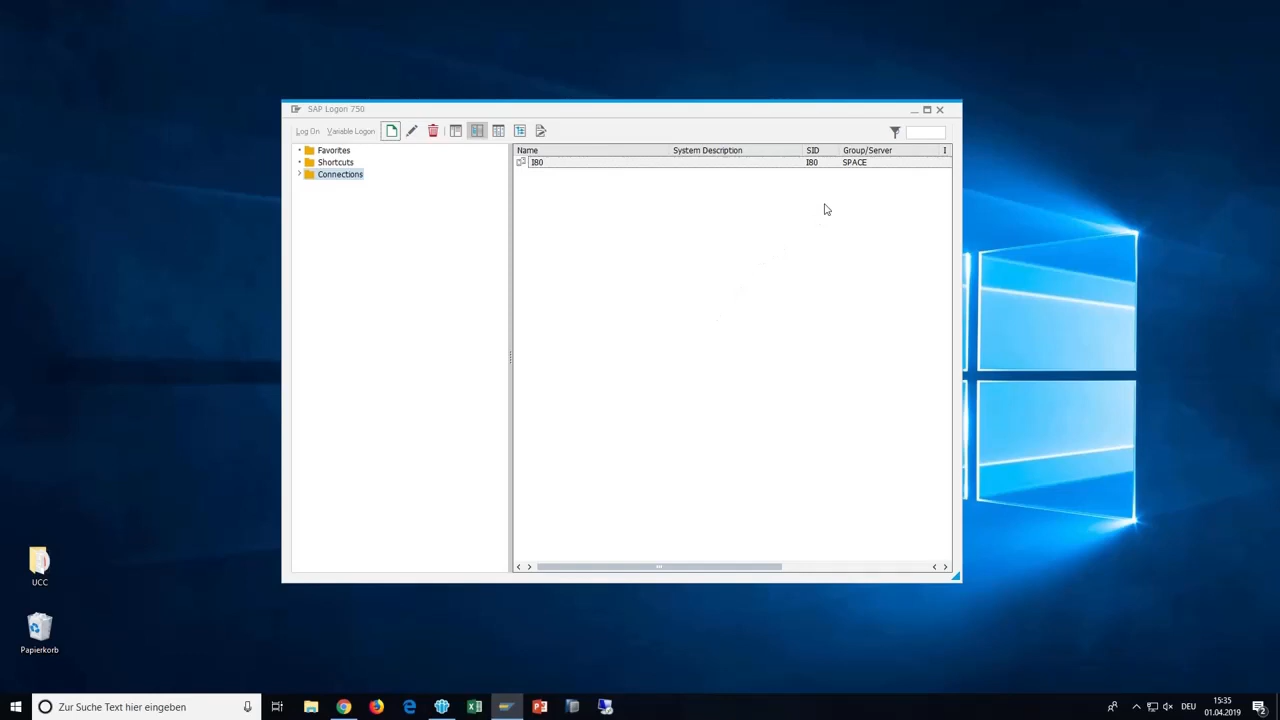 SAP Logon 750
Log On Variable Logon
Favorites
Shortcuts
Connections
Name System Description SID Group/Server I
I80 I80 SPACE
UCC
Papierkorb
Zur Suche Text hier eingeben
DEU
15:35
01.04.2019
2